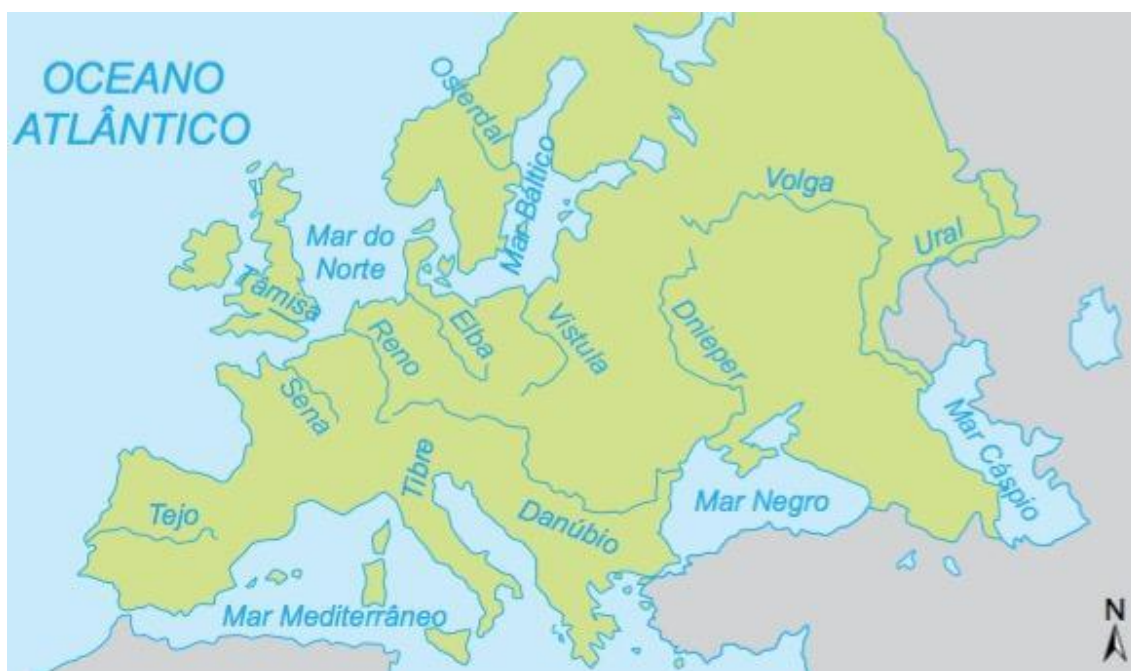 OCEANO
ATLÂNTICO
Osterdal
Mar Báltico
Volga
Ural
Mar do
Norte
Tâmisa
Reno
Elba
Vistula
Dnieper
Sena
Tibre
Mar Cáspio
Tejo
Danúbio
Mar Negro
Mar Mediterrâneo
N